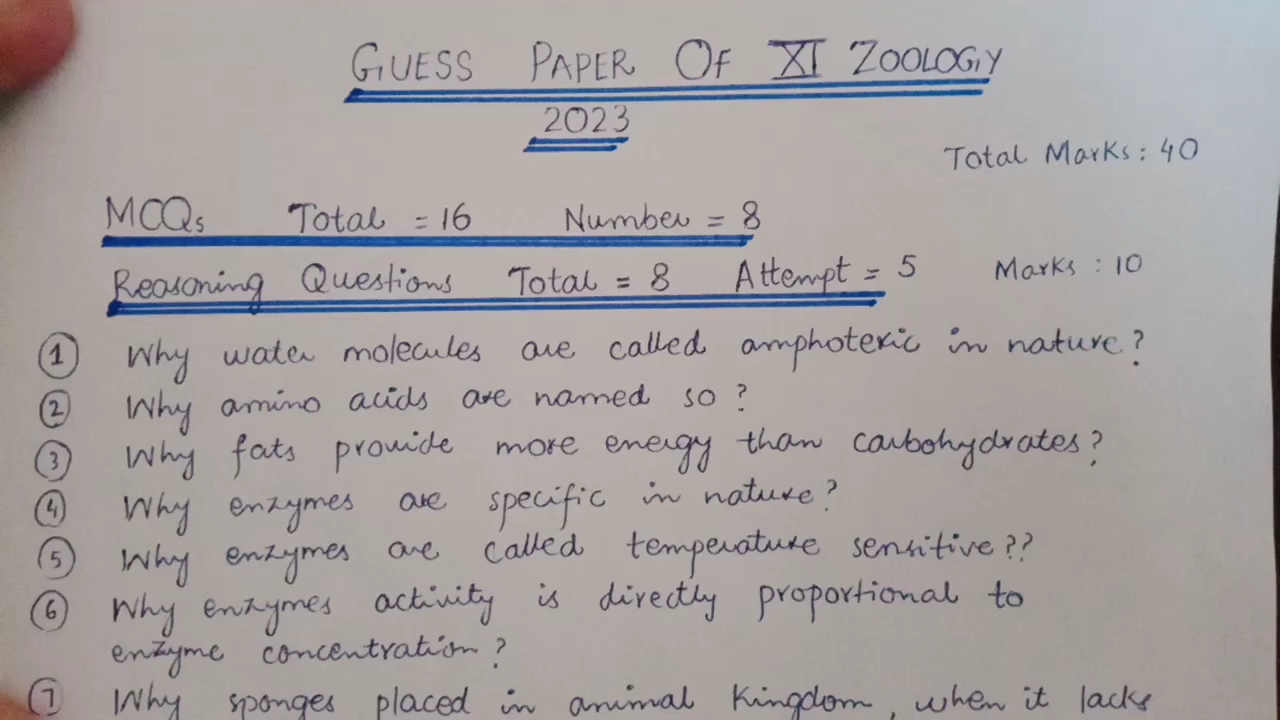 GUESS PAPER OF XI ZOOLOGY
2023
Total Marks: 40
MCQs Total = 16 Number = 8
Reasoning Questions Total = 8 Attempt = 5 Marks : 10
1 Why water molecules are called amphoteric in nature?
2 Why amino acids are named so?
3 Why fats provide more energy than carbohydrates?
4 Why enzymes are specific in nature?
5 Why enzymes are called temperature sensitive??
6 Why enzymes activity is directly proportional to
enzyme concentration?
7 Why sponges placed in animal Kingdom, when it lacks